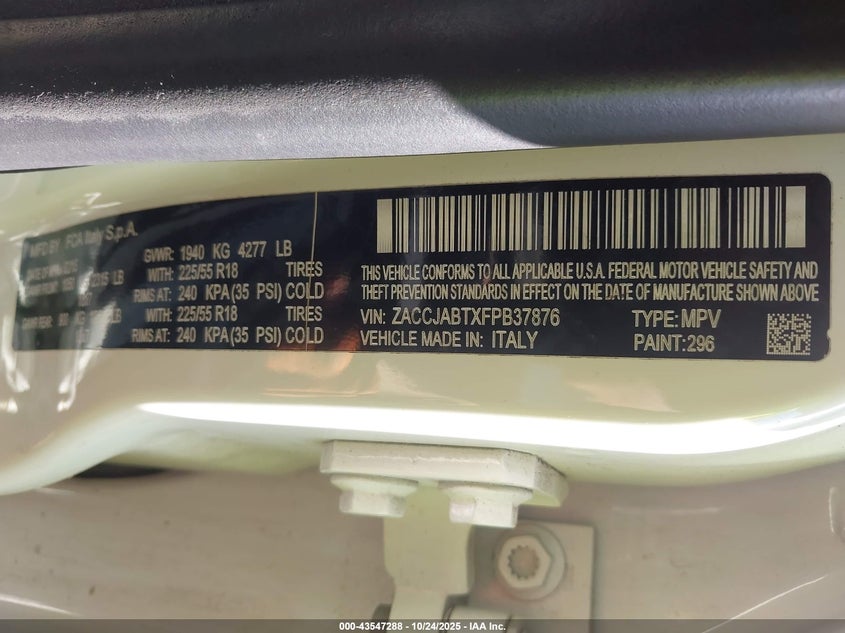 MFD BY FCA Italy S.p.A.
GVWR: 1940 KG 4277 LB
WITH: 225/55 R18 TIRES
RIMS AT: 240 KPA(35 PSI) COLD
WITH: 225/55 R18 TIRES
RIMS AT: 240 KPA(35 PSI) COLD
THIS VEHICLE CONFORMS TO ALL APPLICABLE U.S.A. FEDERAL MOTOR VEHICLE SAFETY AND
THEFT PREVENTION STANDARDS IN EFFECT ON THE DATE OF MANUFACTURE SHOWN ABOVE
VIN: ZACCJABTXFPB37876 TYPE: MPV
VEHICLE MADE IN: ITALY PAINT: 296
000-43547288 - 10/24/2025 - IAA Inc.